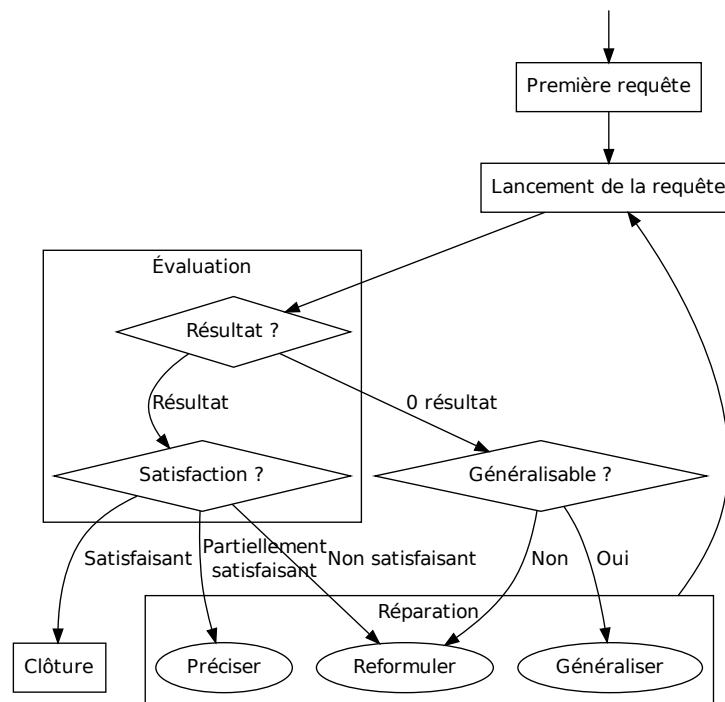 Première requête
Lancement de la requête
Évaluation
Résultat ?
Résultat
0 résultat
Satisfaction ?
Généralisable ?
Satisfaisant
Partiellement
satisfaisant
Non satisfaisant
Non
Oui
Réparation
Clôture
Préciser
Reformuler
Généraliser